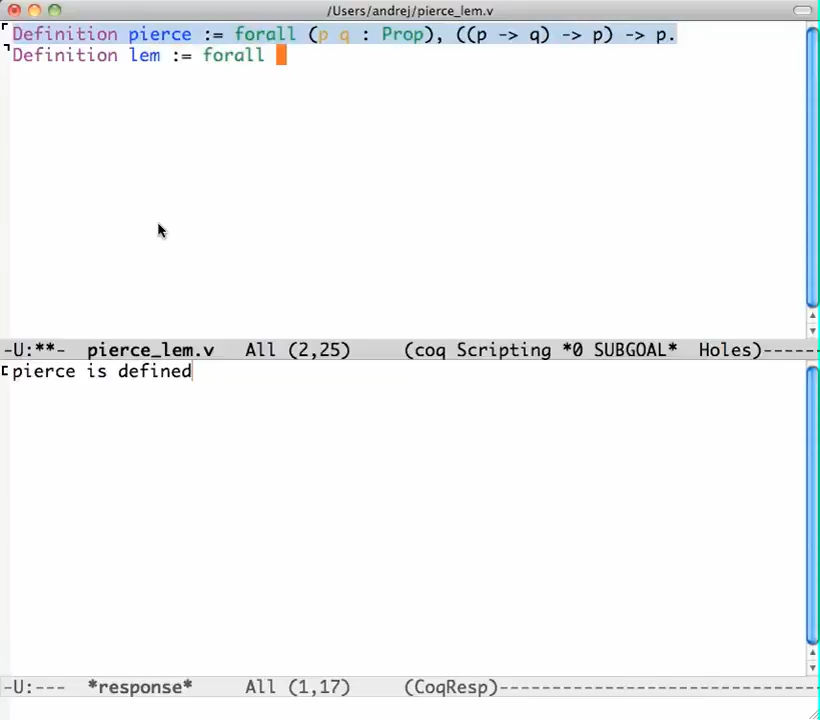 /Users/andrej/pierce_lem.v
Definition pierce := forall (p q : Prop), ((p -> q) -> p) -> p.
Definition lem := forall
-U:**-  pierce_lem.v   All (2,25)     (coq Scripting *0 SUBGOAL*  Holes)-----
pierce is defined
-U:---  *response*     All (1,17)     (CoqResp)-----------------------------